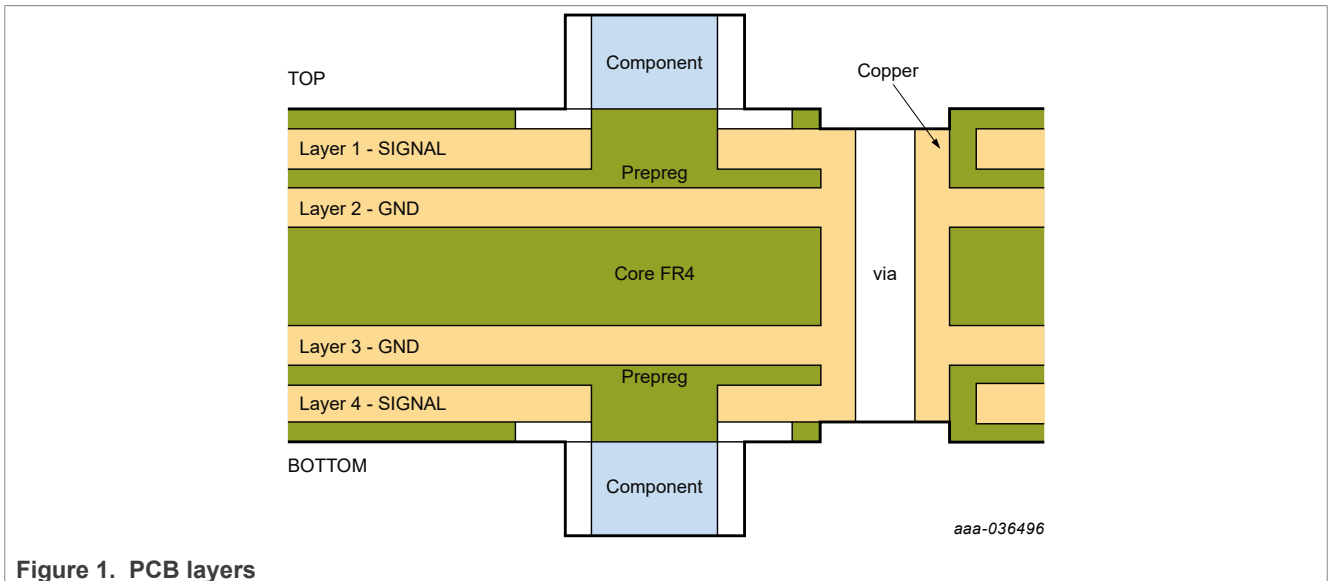 Component
TOP
Copper
Layer 1 - SIGNAL
Prepreg
Layer 2 - GND
Core FR4
via
Layer 3 - GND
Prepreg
Layer 4 - SIGNAL
BOTTOM
Component
aaa-036496
Figure 1. PCB layers